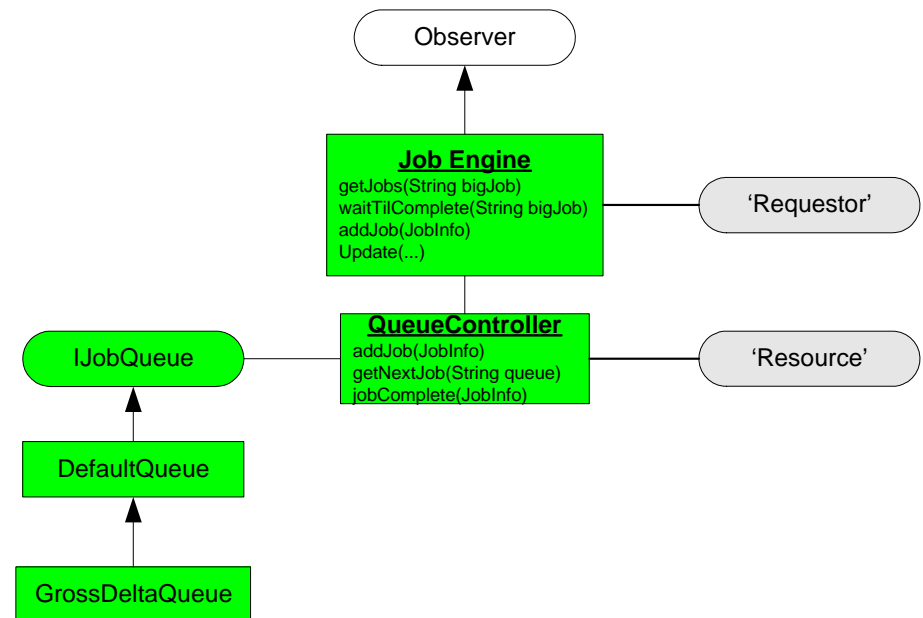 Observer
Job Engine
getJobs(String bigJob)
waitTilComplete(String bigJob)
addJob(JobInfo)
Update(...)
‘Requestor’
QueueController
addJob(JobInfo)
getNextJob(String queue)
jobComplete(JobInfo)
IJobQueue
‘Resource’
DefaultQueue
GrossDeltaQueue